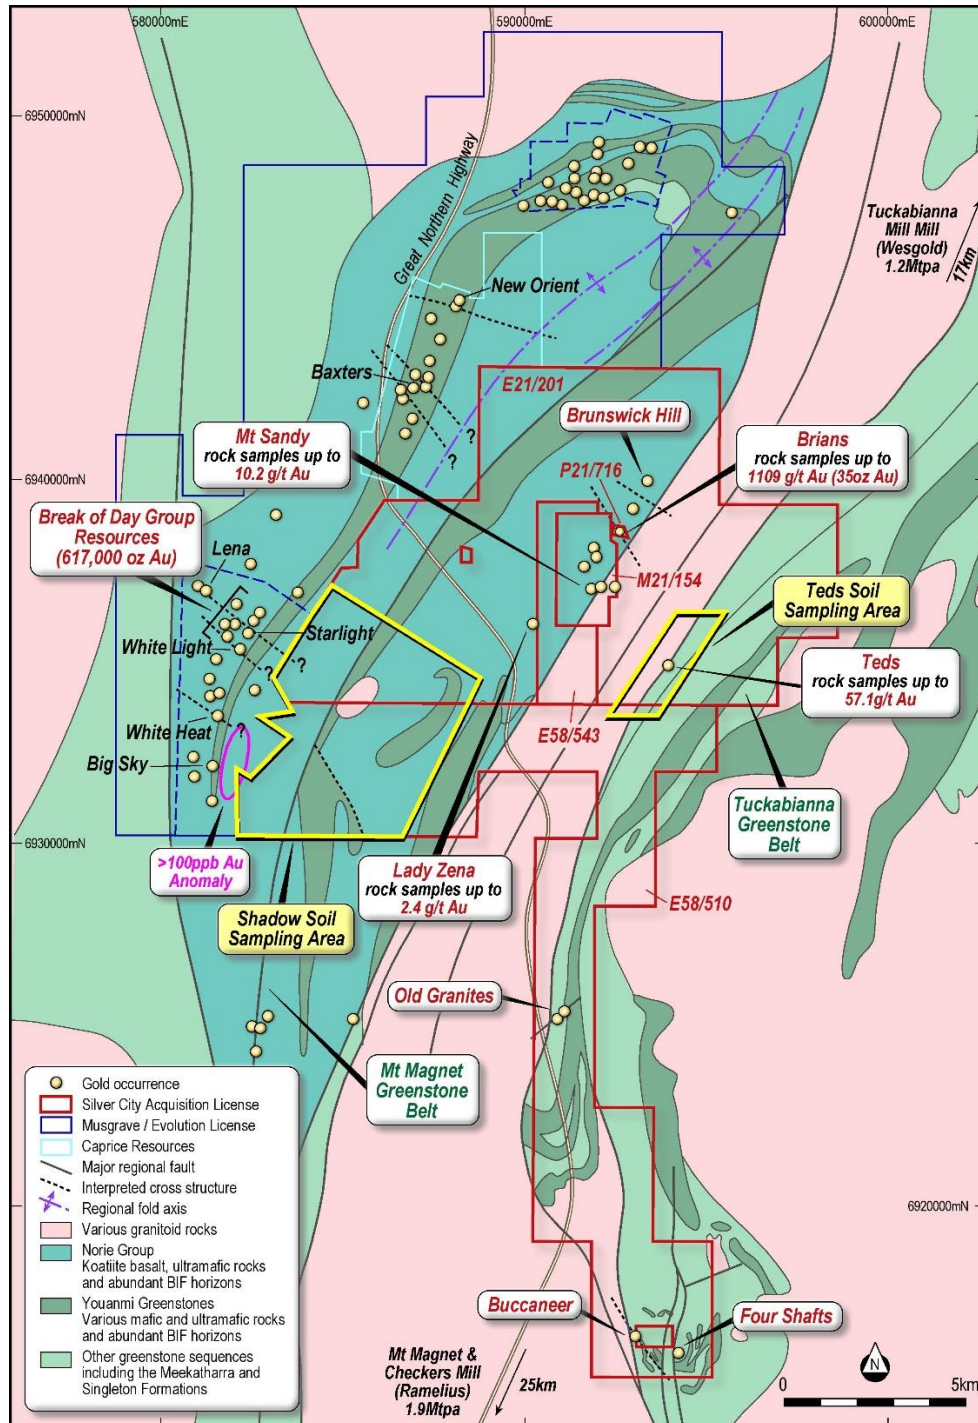 580000mE
590000mE
600000mE
6950000mN
Great Northern Highway
Tuckabianna
Mill Mill
(Wesgold)
1.2Mtpa
17km
New Orient
Baxters
E21/201
?
?
Mt Sandy
rock samples up to
10.2 g/t Au
Brunswick Hill
Brians
rock samples up to
1109 g/t Au (35oz Au)
P21/716
6940000mN
Break of Day Group
Resources
(617,000 oz Au)
Lena
M21/154
Teds Soil
Sampling Area
Starlight
White Light
?
?
Teds
rock samples up to
57.1g/t Au
White Heat
?
E58/543
Big Sky
Tuckabianna
Greenstone
Belt
6930000mN
>100ppb Au
Anomaly
Lady Zena
rock samples up to
2.4 g/t Au
E58/510
Shadow Soil
Sampling Area
Old Granites
Mt Magnet
Greenstone
Belt
Gold occurrence
Silver City Acquisition License
Musgrave / Evolution License
Caprice Resources
Major regional fault
Interpreted cross structure
Regional fold axis
Various granitoid rocks
Norie Group
Koatiite basalt, ultramafic rocks
and abundant BIF horizons
Youanmi Greenstones
Various mafic and ultramafic rocks
and abundant BIF horizons
Other greenstone sequences
including the Meekatharra and
Singleton Formations
6920000mN
Buccaneer
Four Shafts
Mt Magnet &
Checkers Mill
(Ramelius)
1.9Mtpa
25km
N
0
5km